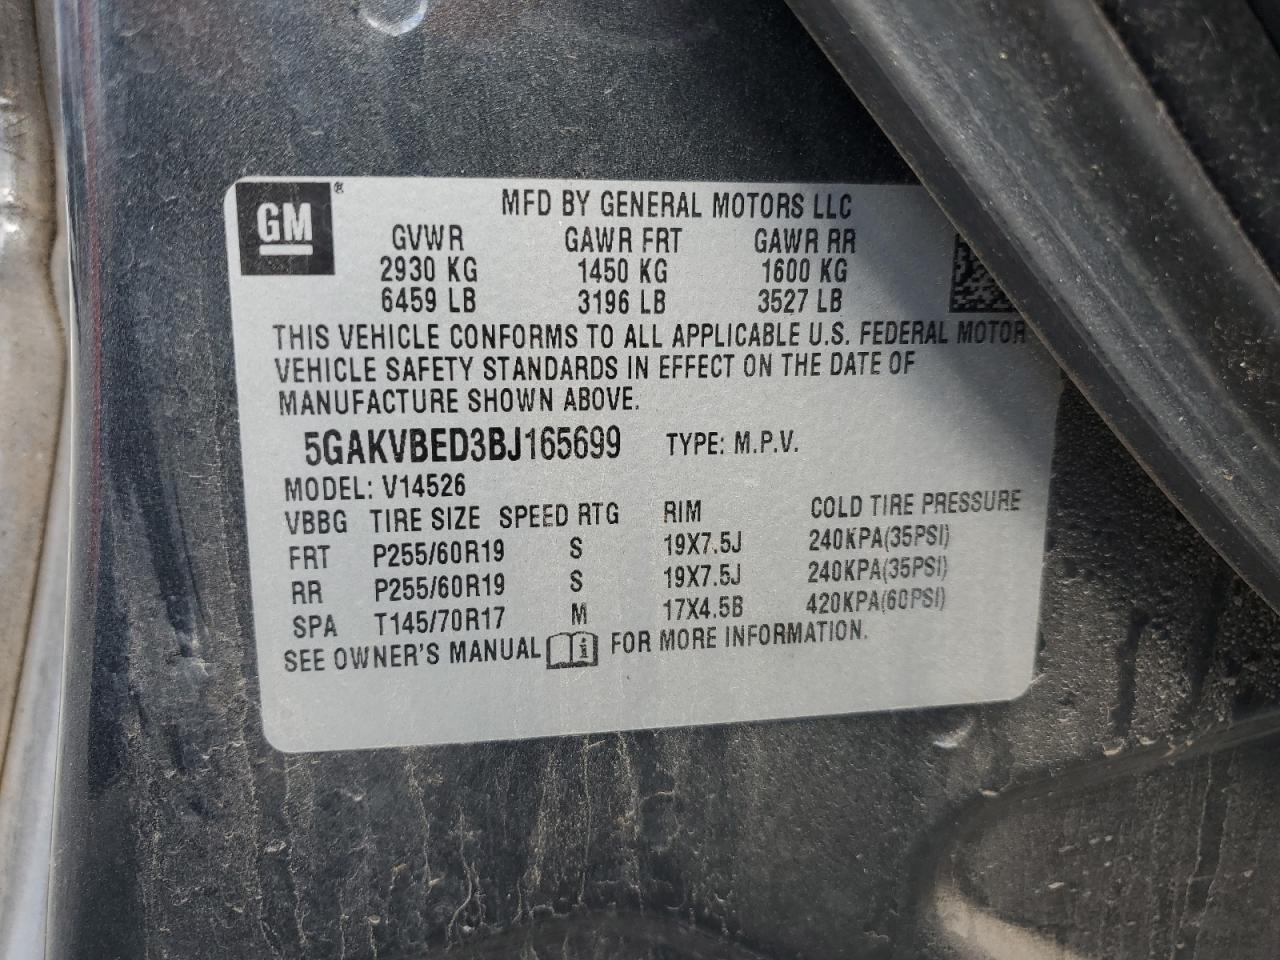 GM ®
MFD BY GENERAL MOTORS LLC
GVWR GAWR FRT GAWR RR
2930 KG 1450 KG 1600 KG
6459 LB 3196 LB 3527 LB
THIS VEHICLE CONFORMS TO ALL APPLICABLE U.S. FEDERAL MOTOR
VEHICLE SAFETY STANDARDS IN EFFECT ON THE DATE OF
MANUFACTURE SHOWN ABOVE.
5GAKVBED3BJ165699 TYPE: M.P.V.
MODEL: V14526
VBBG TIRE SIZE SPEED RTG RIM COLD TIRE PRESSURE
FRT P255/60R19 S 19X7.5J 240KPA(35PSI)
RR P255/60R19 S 19X7.5J 240KPA(35PSI)
SPA T145/70R17 M 17X4.5B 420KPA(60PSI)
SEE OWNER'S MANUAL i FOR MORE INFORMATION.